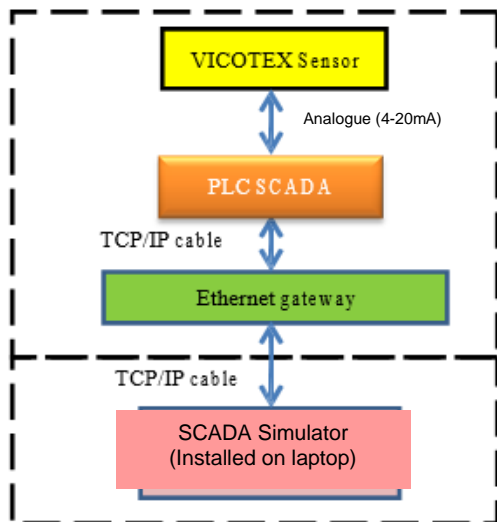 VICOTEX Sensor
Analogue (4-20mA)
PLC SCADA
TCP/IP cable
Ethernet gateway
TCP/IP cable
SCADA Simulator
(Installed on laptop)